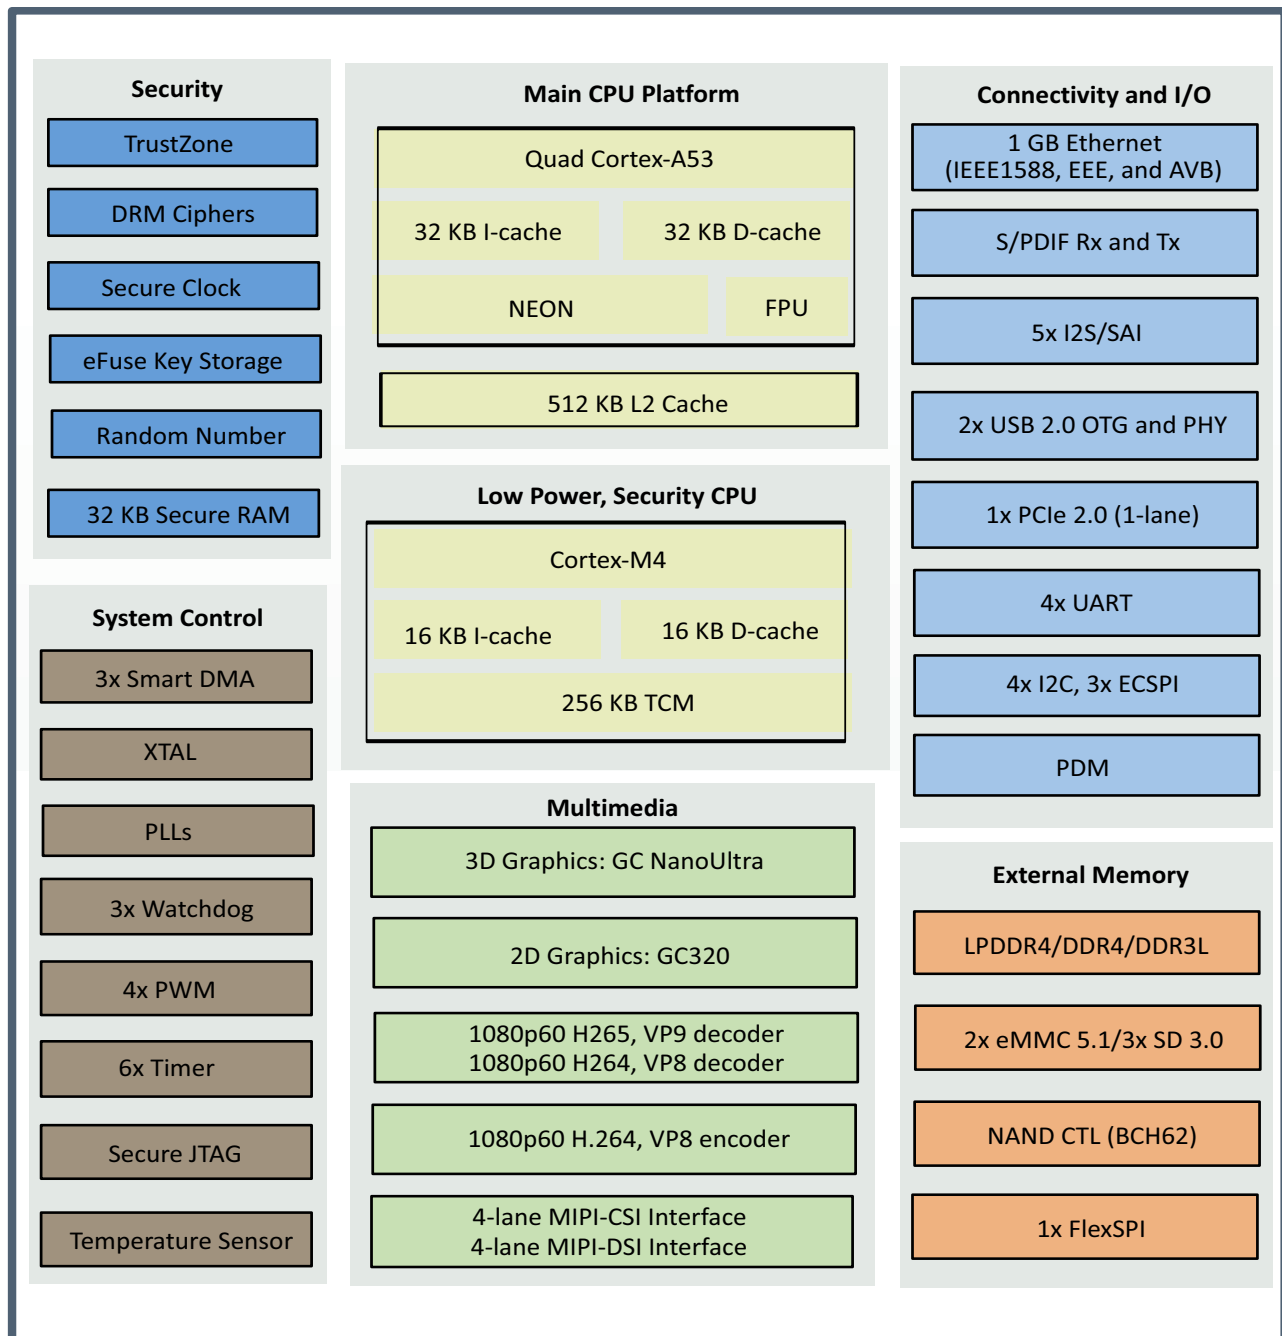 Security
TrustZone
DRM Ciphers
Secure Clock
eFuse Key Storage
Random Number
32 KB Secure RAM
System Control
3x Smart DMA
XTAL
PLLs
3x Watchdog
4x PWM
6x Timer
Secure JTAG
Temperature Sensor
Main CPU Platform
Quad Cortex-A53
32 KB I-cache
32 KB D-cache
NEON
FPU
512 KB L2 Cache
Low Power, Security CPU
Cortex-M4
16 KB I-cache
16 KB D-cache
256 KB TCM
Multimedia
3D Graphics: GC NanoUltra
2D Graphics: GC320
1080p60 H265, VP9 decoder
1080p60 H264, VP8 decoder
1080p60 H.264, VP8 encoder
4-lane MIPI-CSI Interface
4-lane MIPI-DSI Interface
Connectivity and I/O
1 GB Ethernet
(IEEE1588, EEE, and AVB)
S/PDIF Rx and Tx
5x I2S/SAI
2x USB 2.0 OTG and PHY
1x PCIe 2.0 (1-lane)
4x UART
4x I2C, 3x ECSPI
PDM
External Memory
LPDDR4/DDR4/DDR3L
2x eMMC 5.1/3x SD 3.0
NAND CTL (BCH62)
1x FlexSPI